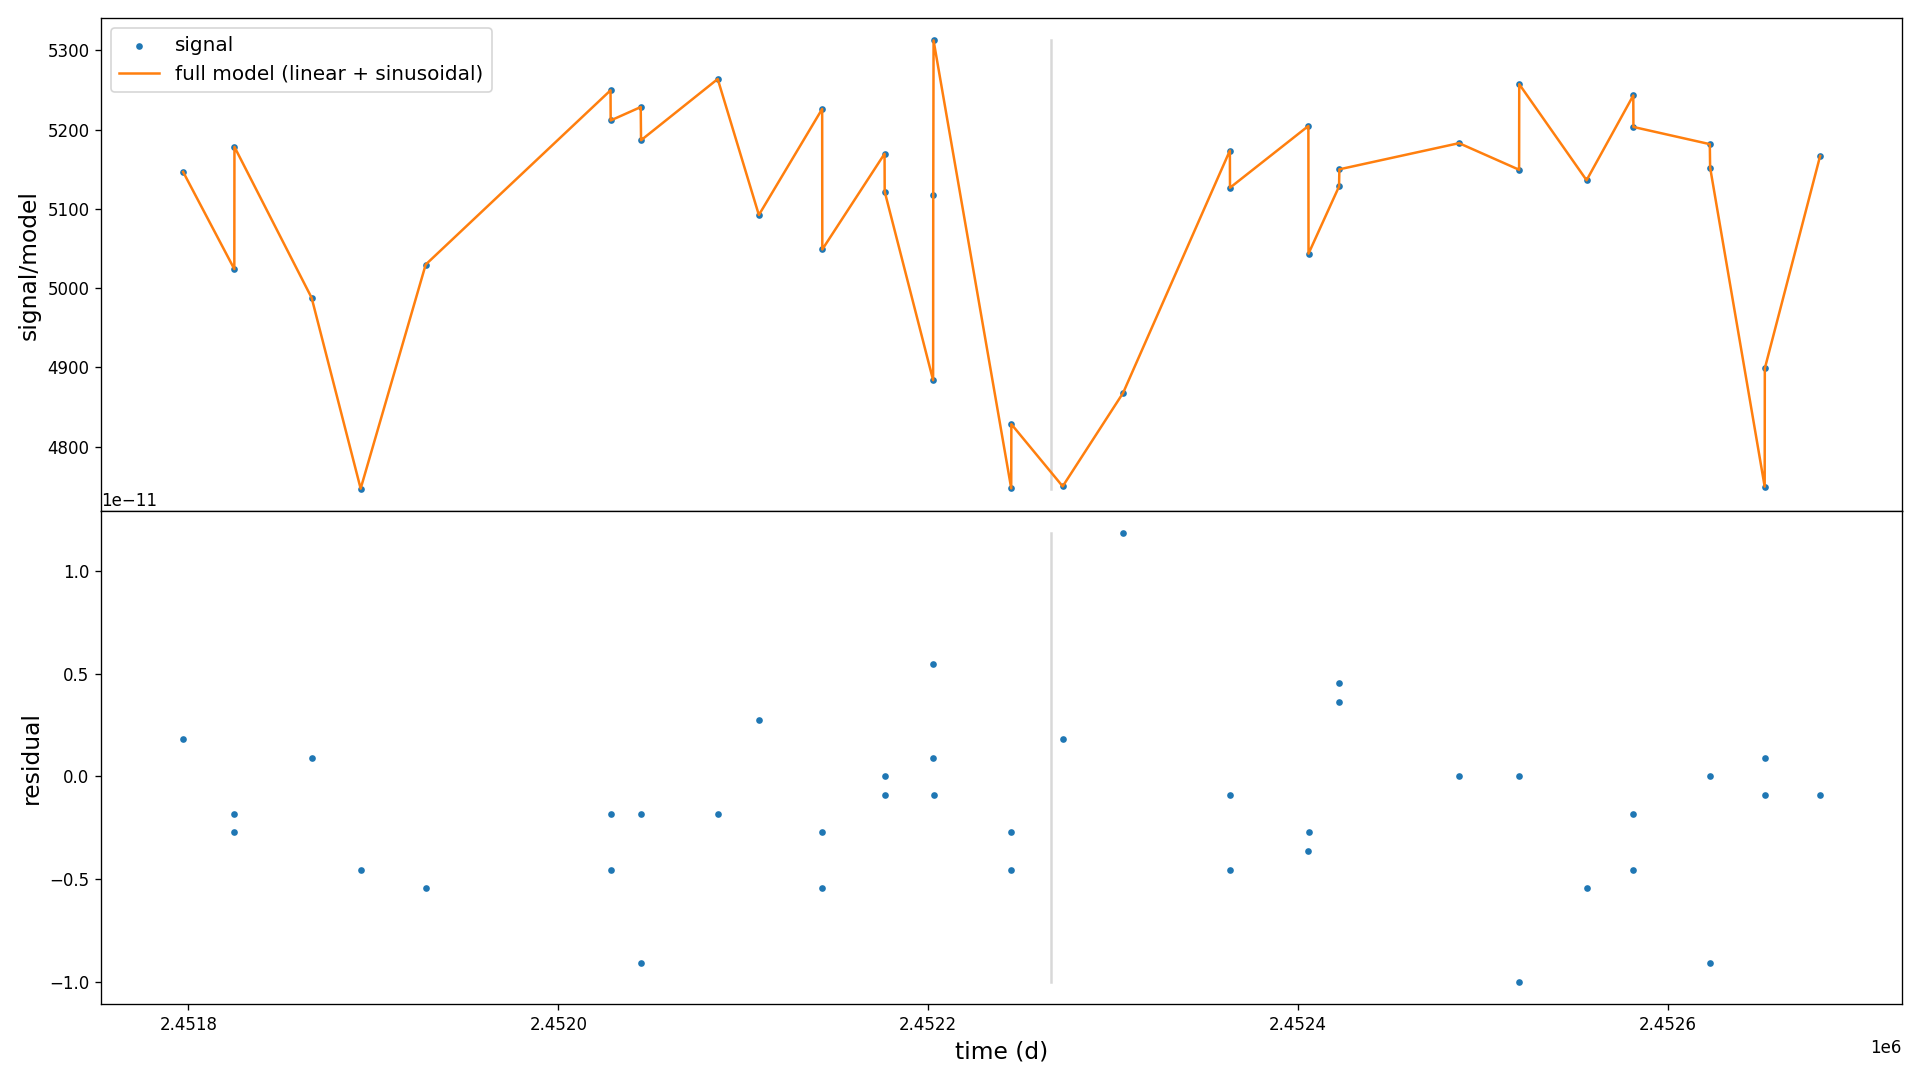 signal
full model (linear + sinusoidal)
5300
5200
5100
5000
4900
4800
signal/model
1e−11
1.0
0.5
0.0
−0.5
−1.0
residual
2.4518
2.4520
2.4522
2.4524
2.4526
1e6
time (d)